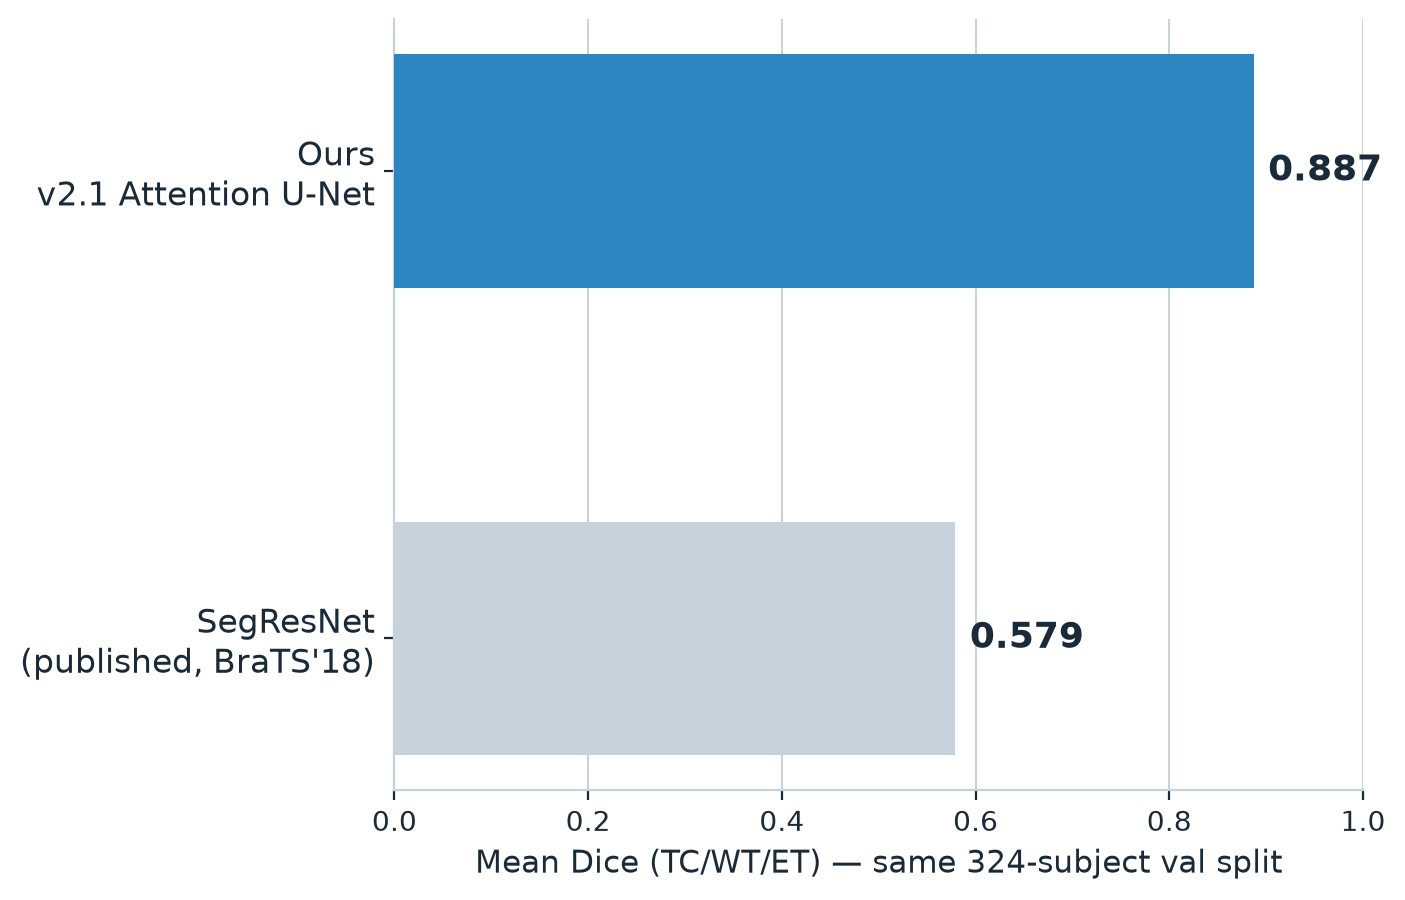 Ours
v2.1 Attention U-Net
0.887
SegResNet
(published, BraTS'18)
0.579
0.0 0.2 0.4 0.6 0.8 1.0
Mean Dice (TC/WT/ET) — same 324-subject val split